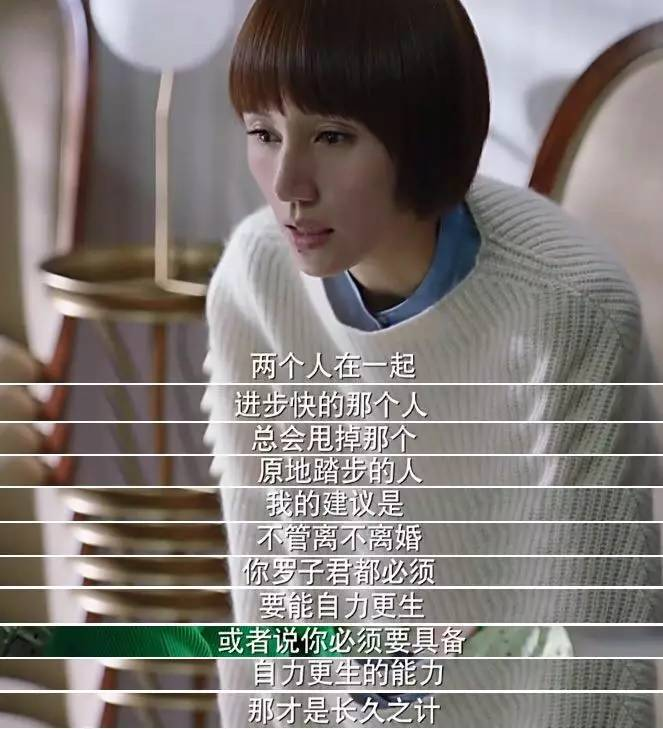 两个人在一起
进步快的那个人
总会甩掉那个
原地踏步的人
我的建议是
不管离不离婚
你罗子君都必须
要能自力更生
或者说你必须要具备
自力更生的能力
那才是长久之计